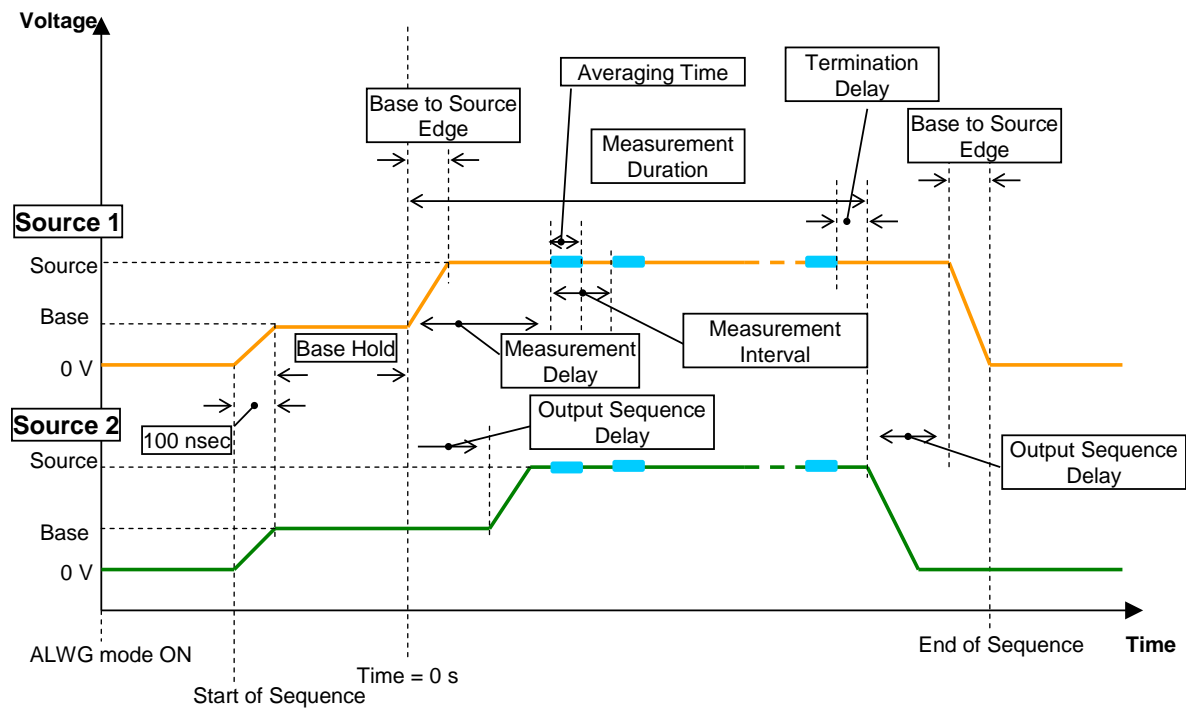 Voltage
Averaging Time
Termination
Delay
Base to Source
Edge
Measurement
Duration
Base to Source
Edge
Source 1
Source
Base
0 V
Base Hold
Measurement
Delay
Measurement
Interval
Source 2
100 nsec
Output Sequence
Delay
Output Sequence
Delay
Source
Base
0 V
ALWG mode ON
Start of Sequence
Time = 0 s
End of Sequence
Time